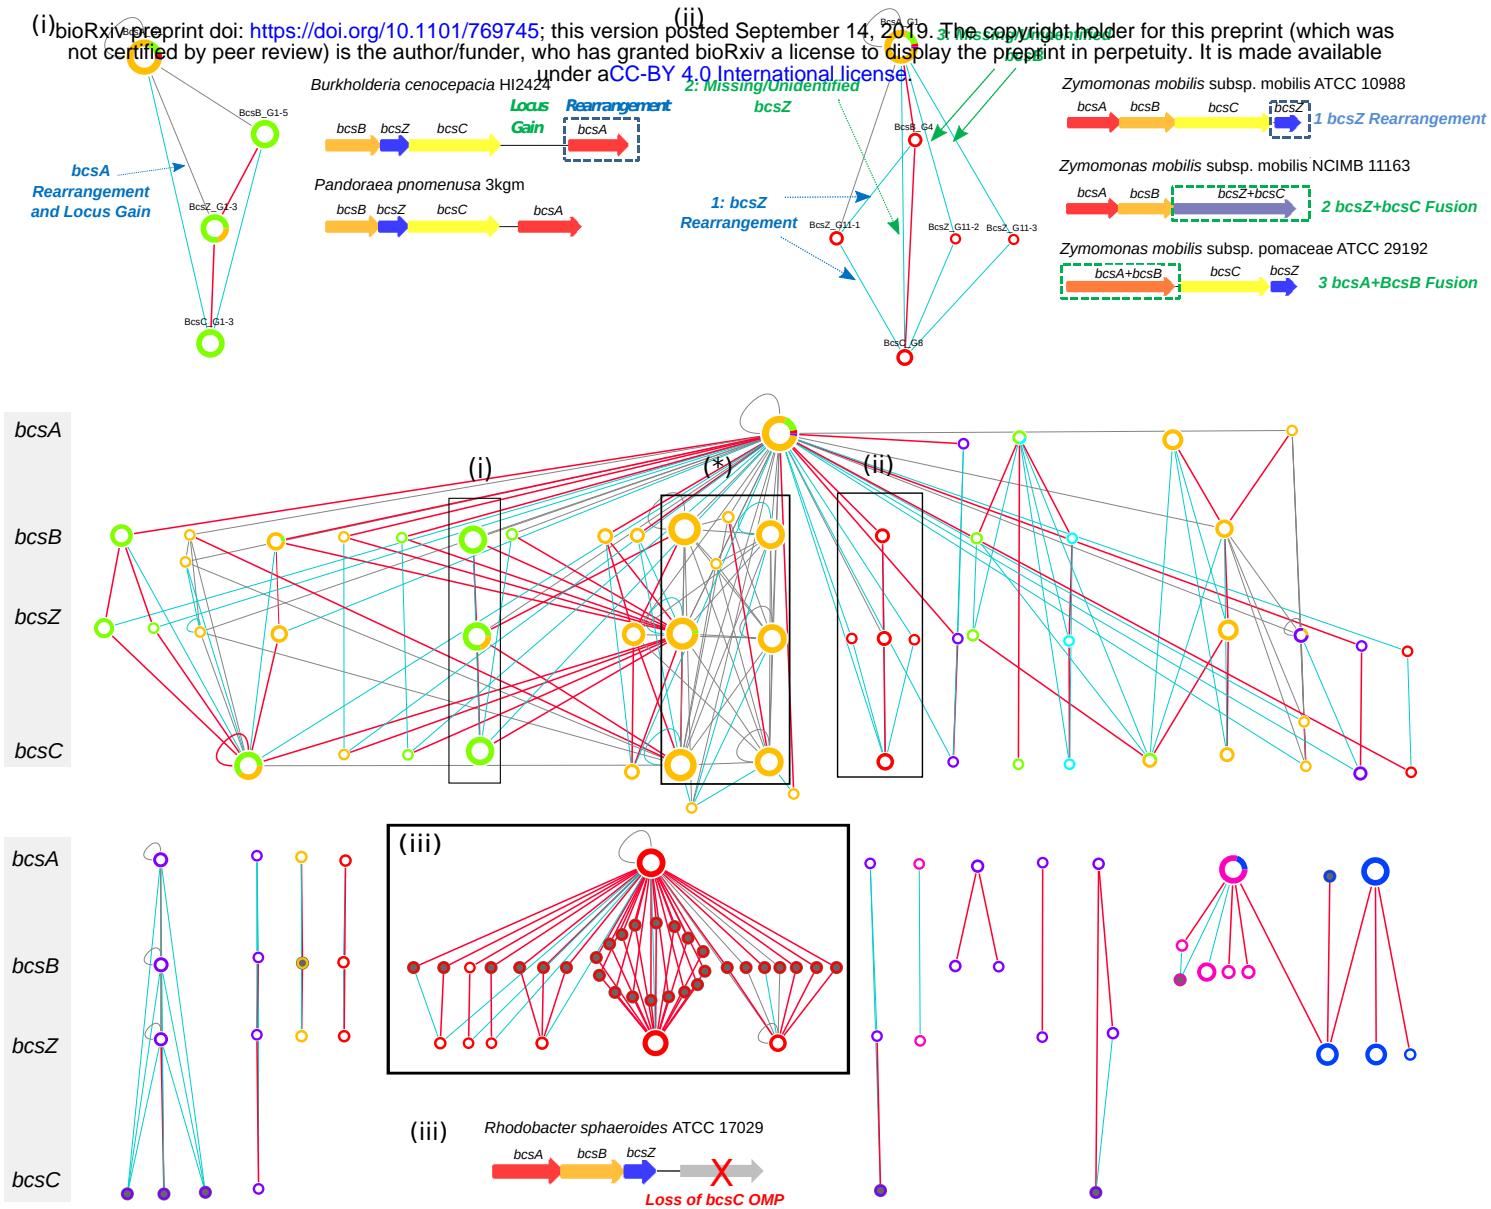 bioRxiv preprint doi: https://doi.org/10.1101/769745; this version posted September 14, 2019. The copyright holder for this preprint (which was
not certified by peer review) is the author/funder, who has granted bioRxiv a license to display the preprint in perpetuity. It is made available
under aCC-BY 4.0 International license.
(i)
BcsB_G1-5
BcsZ_G1-3
BcsC_G1-3
bcsA
Rearrangement
and Locus Gain
Burkholderia cenocepacia HI2424
Locus
Gain
Rearrangement
bcsB bcsZ bcsC bcsA
Pandoraea pnomenusa 3kgm
bcsB bcsZ bcsC bcsA
(ii)
BcsA_G1
3: Missing/Unidentified
bcsB
2: Missing/Unidentified
bcsZ
BcsB_G4
1: bcsZ
Rearrangement
BcsZ_G11-1
BcsZ_G11-2
BcsZ_G11-3
BcsC_G8
Zymomonas mobilis subsp. mobilis ATCC 10988
bcsA bcsB bcsC bcsZ
1 bcsZ Rearrangement
Zymomonas mobilis subsp. mobilis NCIMB 11163
bcsA bcsB bcsZ+bcsC
2 bcsZ+bcsC Fusion
Zymomonas mobilis subsp. pomaceae ATCC 29192
bcsA+bcsB bcsC bcsZ
3 bcsA+BcsB Fusion
bcsA
(i) (*) (ii)
bcsB
bcsZ
bcsC
(iii)
bcsA
bcsB
bcsZ
bcsC
(iii)
Rhodobacter sphaeroides ATCC 17029
bcsA bcsB bcsZ
X
Loss of bcsC OMP